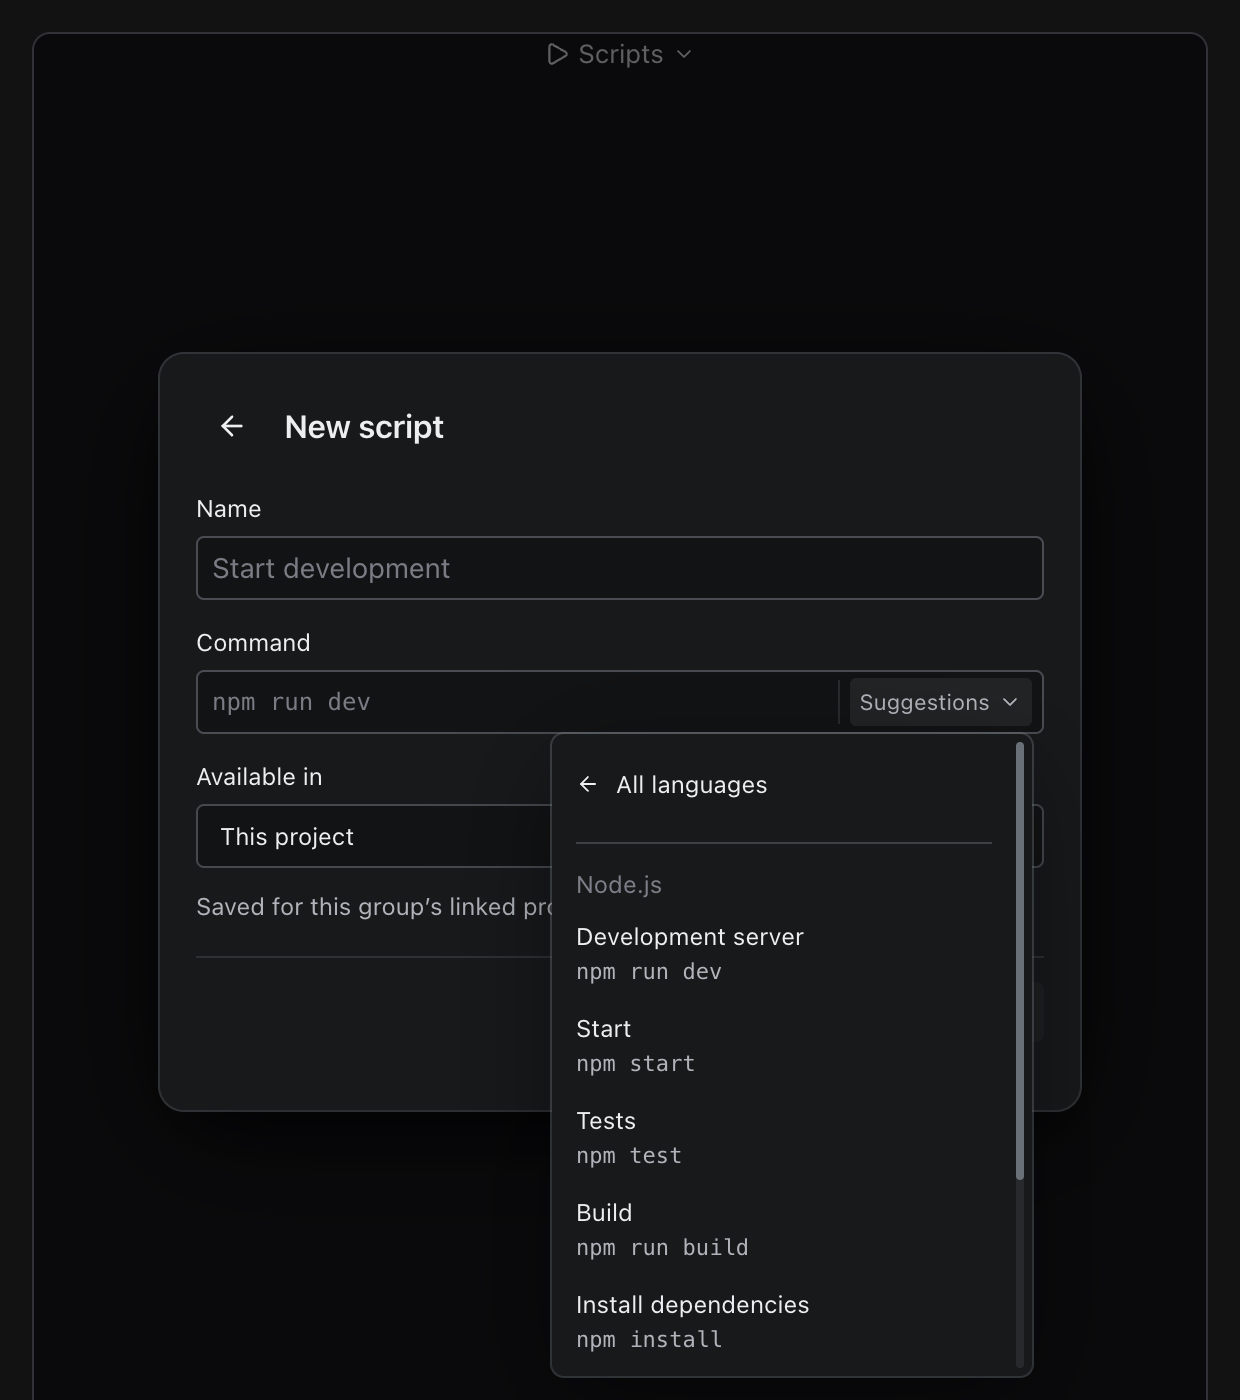 Scripts
New script
Name
Start development
Command
npm run dev
Suggestions
Available in
This project
Saved for this group’s linked
All languages
Node.js
Development server
npm run dev
Start
npm start
Tests
npm test
Build
npm run build
Install dependencies
npm install